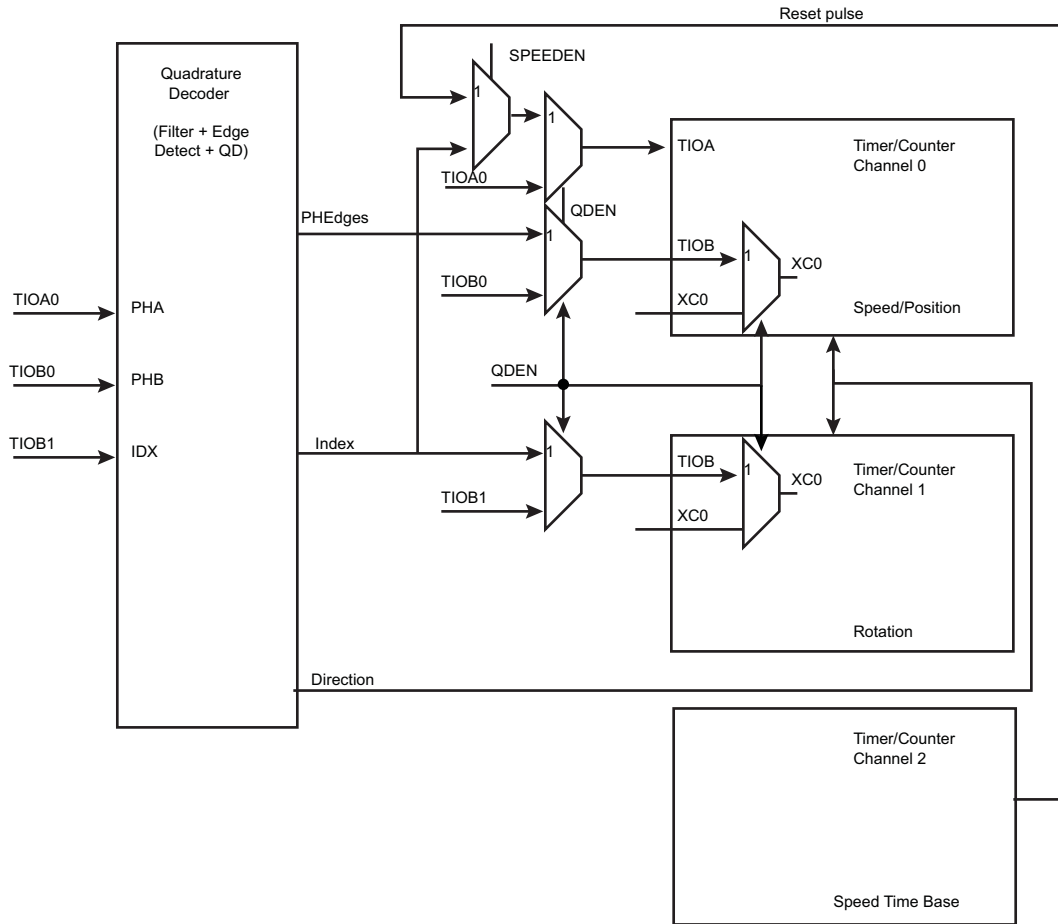 Reset pulse
SPEEDEN
Quadrature
Decoder
(Filter + Edge
Detect + QD)
1
1
TIOA
Timer/Counter
Channel 0
TIOA0
QDEN
PHEdges
1
TIOB
1
XC0
TIOB0
XC0
Speed/Position
TIOA0
PHA
TIOB0
PHB
QDEN
TIOB1
IDX
Index
1
TIOB
1
XC0
Timer/Counter
Channel 1
TIOB1
XC0
Rotation
Direction
Timer/Counter
Channel 2
Speed Time Base